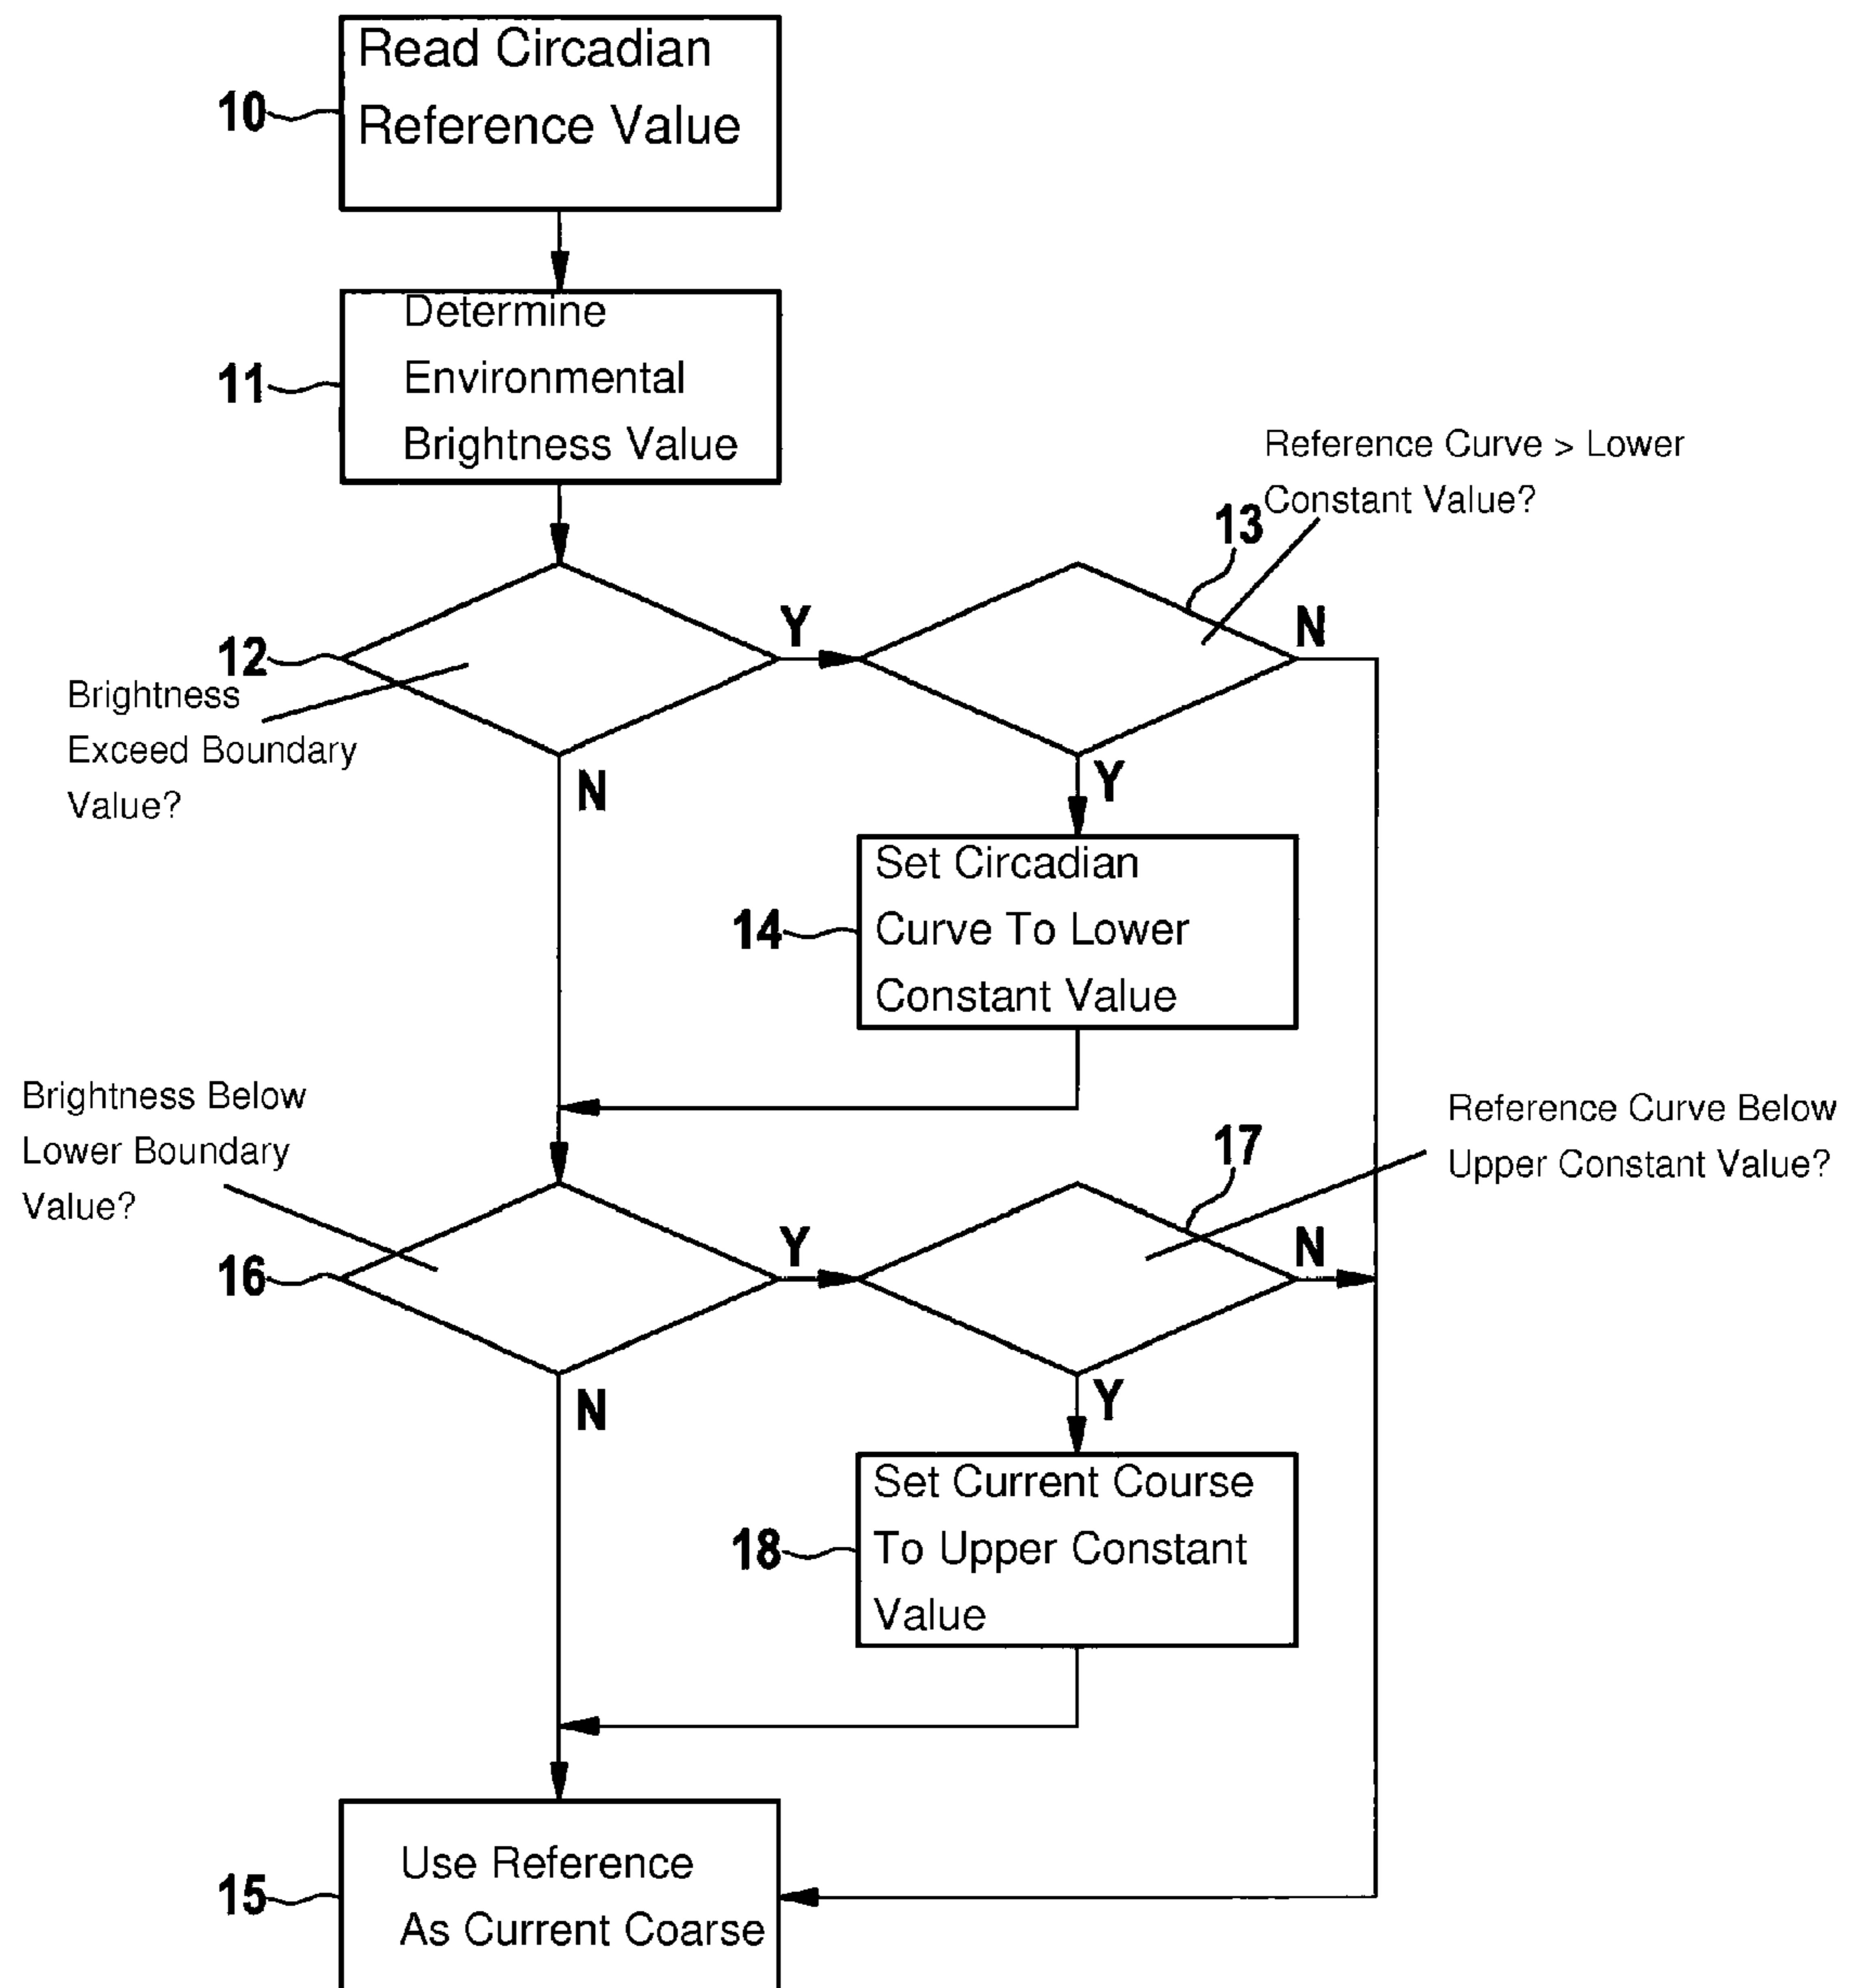 Read Circadian
Reference Value
10
Determine
Environmental
Brightness Value
11
Reference Curve > Lower
Constant Value?
13
Y
N
12
Brightness
Exceed Boundary
Value?
N
Y
Set Circadian
Curve To Lower
Constant Value
14
Brightness Below
Lower Boundary
Value?
Reference Curve Below
Upper Constant Value?
17
Y
N
16
N
Y
Set Current Course
To Upper Constant
Value
18
Use Reference
As Current Coarse
15